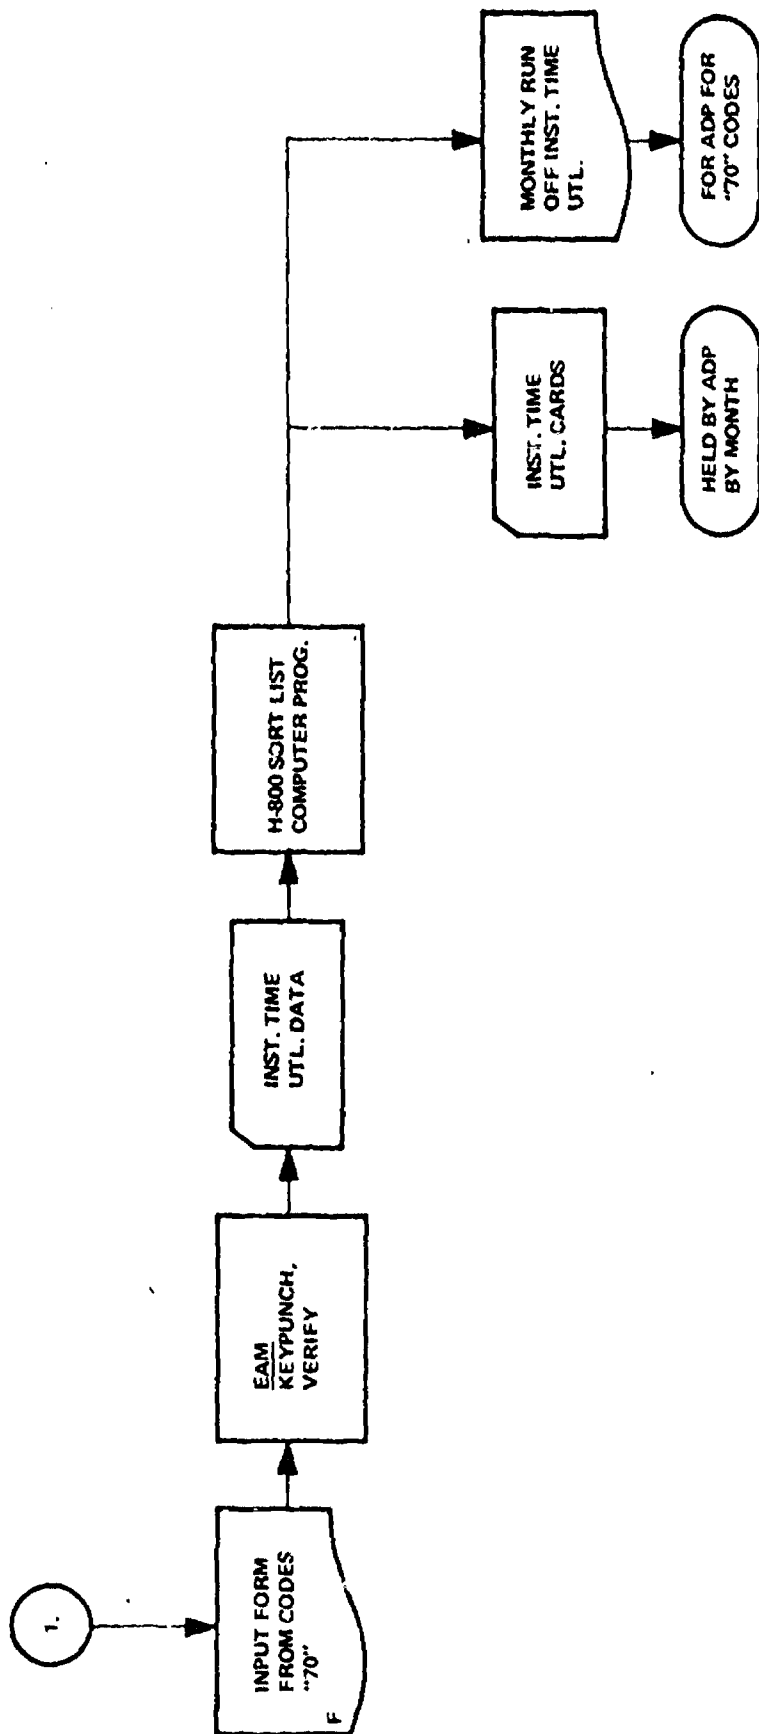 1.
INPUT FORM
FROM CODES
"70"
F
EAM
KEYPUNCH,
VERIFY
INST. TIME
UTL. DATA
H-800 SORT LIST
COMPUTER PROG.
INST. TIME
UTL. CARDS
HELD BY ADP
BY MONTH
MONTHLY RUN
OFF INST. TIME
UTL.
FOR ADP FOR
"70" CODES